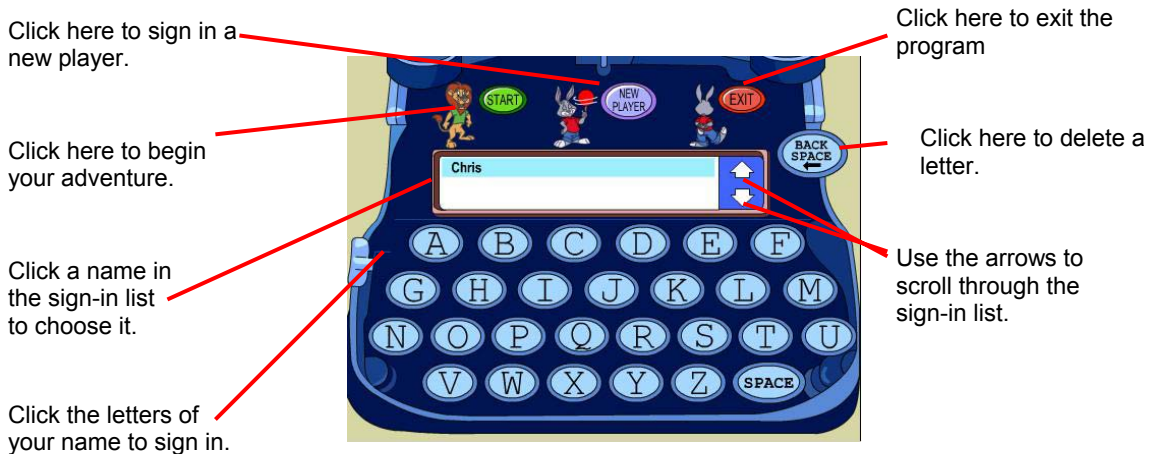 Click here to sign in a
new player.
Click here to exit the
program
START
NEW
PLAYER
EXIT
Click here to begin
your adventure.
BACK
SPACE
Click here to delete a
letter.
Chris
Click a name in
the sign-in list
to choose it.
Use the arrows to
scroll through the
sign-in list.
A B C D E F
G H I J K L M
N O P Q R S T U
V W X Y Z SPACE
Click the letters of
your name to sign in.